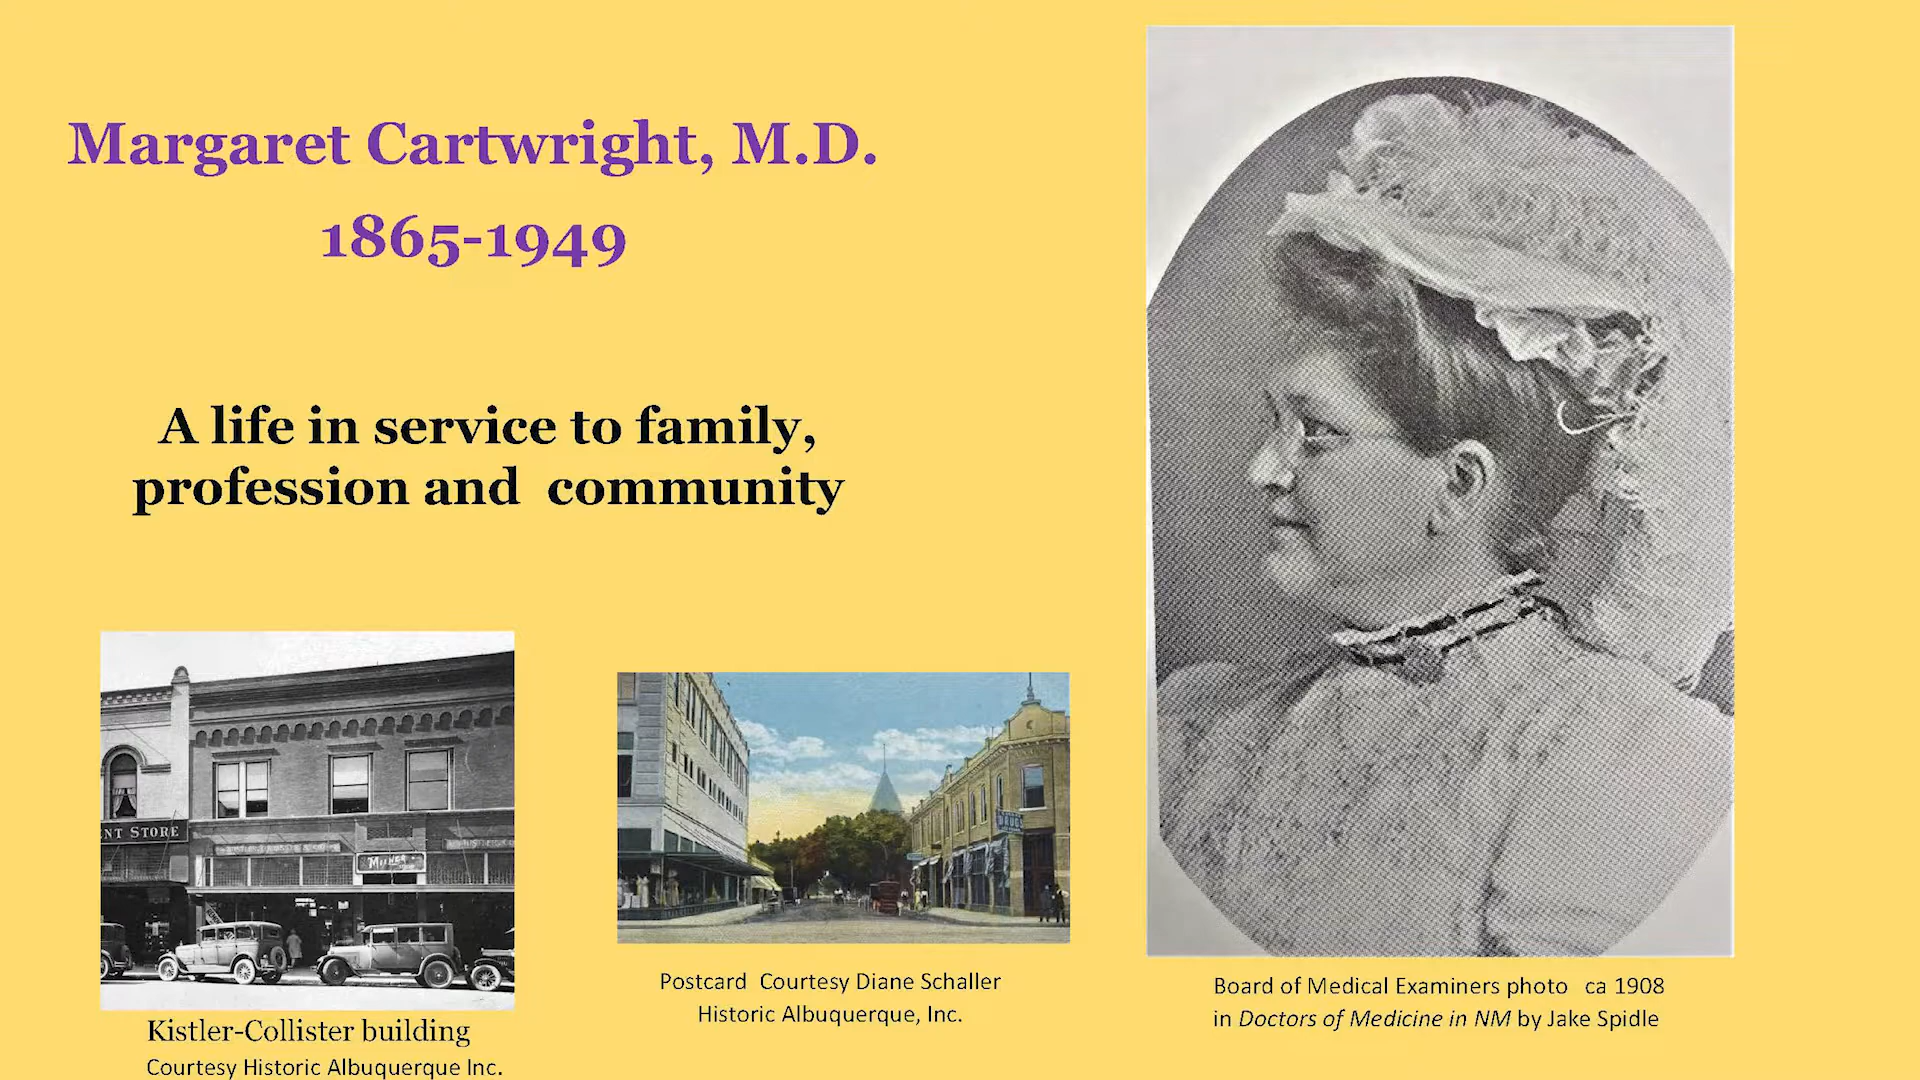 Margaret Cartwright, M.D.
1865-1949
A life in service to family,
profession and community
NT STORE
DRUGS
Kistler-Collister building
Courtesy Historic Albuquerque Inc.
Postcard Courtesy Diane Schaller
Historic Albuquerque, Inc.
Board of Medical Examiners photo ca 1908
in Doctors of Medicine in NM by Jake Spidle